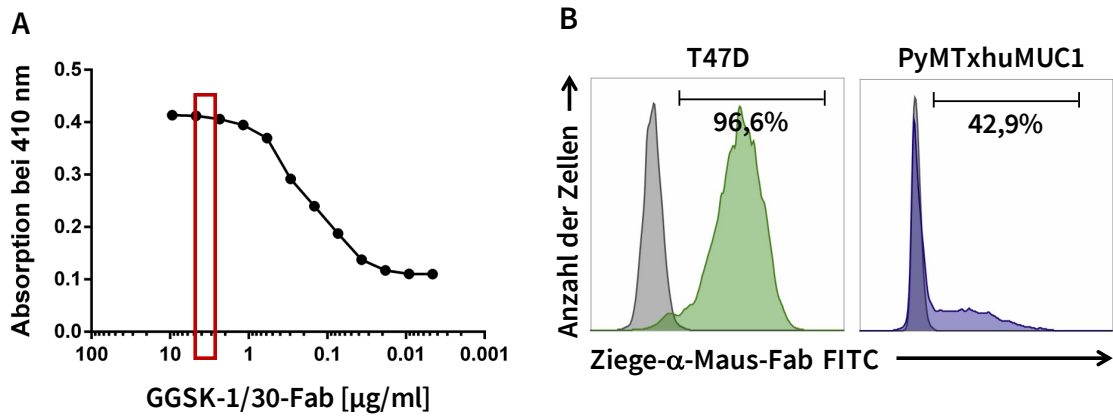 A
Absorption bei 410 nm
0.5
0.4
0.3
0.2
0.1
0.0
100
10
1
0.1
0.01
0.001
GGSK-1/30-Fab [µg/ml]
B
T47D
PyMTxhuMUC1
Anzahl der Zellen
96,6%
42,9%
Ziege-α-Maus-Fab FITC